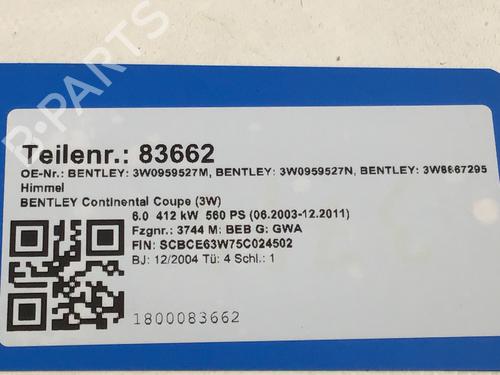 B-PARTS
Teilenr.: 83662
OE-Nr.: BENTLEY: 3W0959527M, BENTLEY: 3W0959527N, BENTLEY: 3W8867295
Himmel
BENTLEY Continental Coupe (3W)
6.0 412 kW 560 PS (06.2003-12.2011)
Fzgnr.: 3744 M: BEB G: GWA
FIN: SCBCE63W75C024502
BJ: 12/2004 Tü: 4 Schl.: 1
1800083662